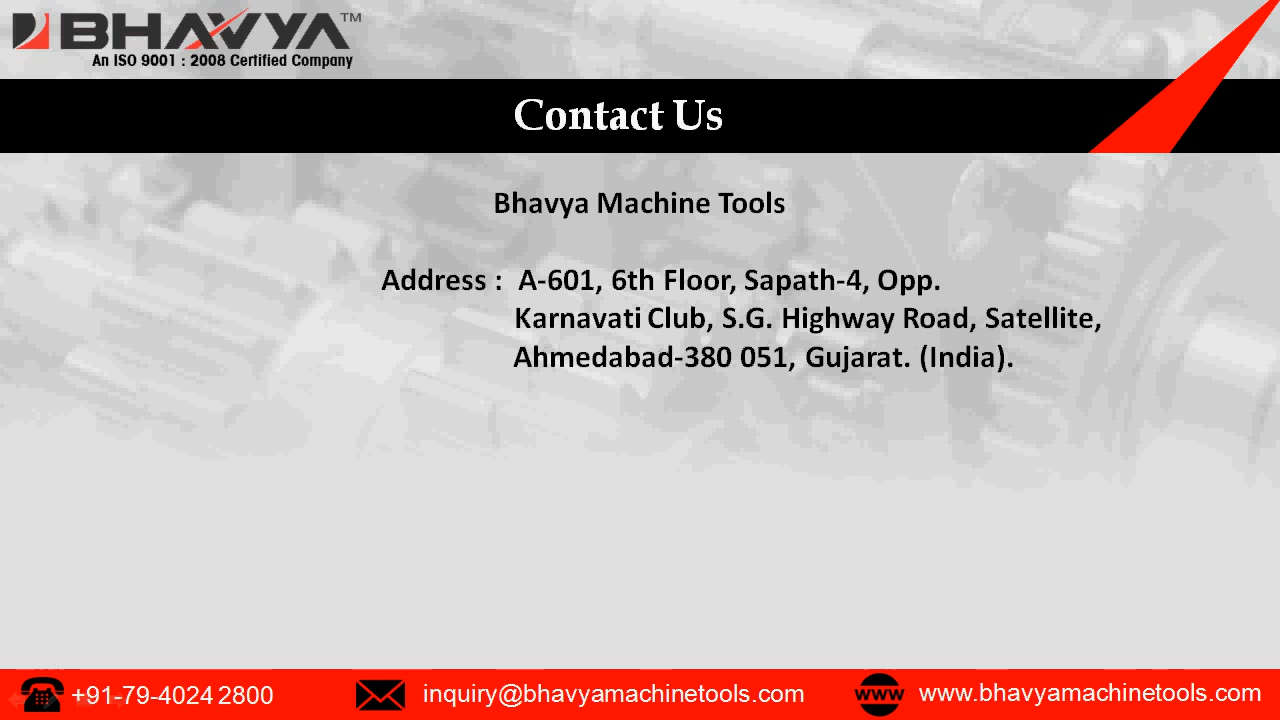 BHAVYA™
An ISO 9001 : 2008 Certified Company
Contact Us
Bhavya Machine Tools
Address : A-601, 6th Floor, Sapath-4, Opp.
Karnavati Club, S.G. Highway Road, Satellite,
Ahmedabad-380 051, Gujarat. (India).
+91-79-4024 2800
inquiry@bhavyamachinetools.com
www
www.bhavyamachinetools.com